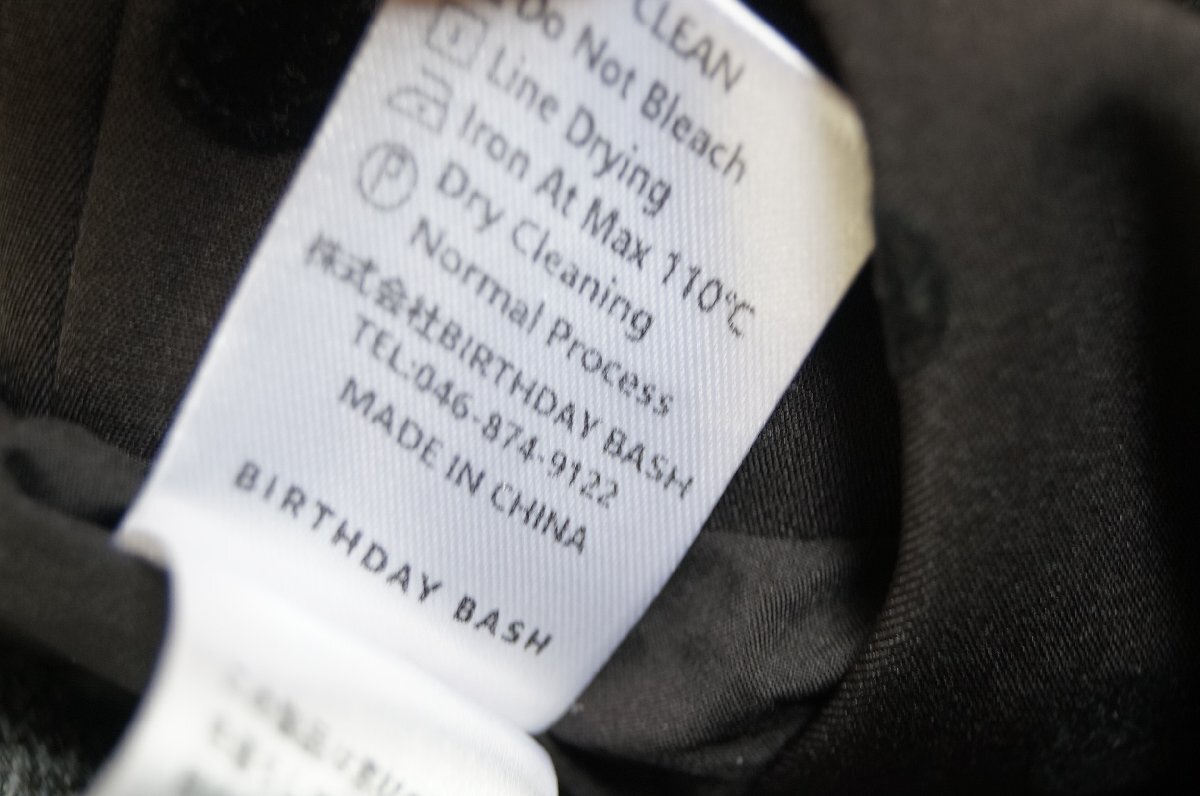 CLEAN
Do Not Bleach
Line Drying
Iron At Max 110℃
P
Dry Cleaning
Normal Process
株式会社BIRTHDAY BASH
TEL:046-874-9122
MADE IN CHINA
BIRTHDAY BASH